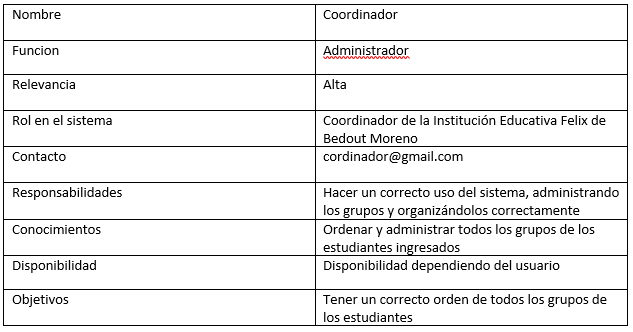 Nombre Coordinador
Funcion Administrador
Relevancia Alta
Rol en el sistema Coordinador de la Institución Educativa Felix de
Bedout Moreno
Contacto cordinador@gmail.com
Responsabilidades Hacer un correcto uso del sistema, administrando
los grupos y organizándolos correctamente
Conocimientos Ordenar y administrar todos los grupos de los
estudiantes ingresados
Disponibilidad Disponibilidad dependiendo del usuario
Objetivos Tener un correcto orden de todos los grupos de
los estudiantes